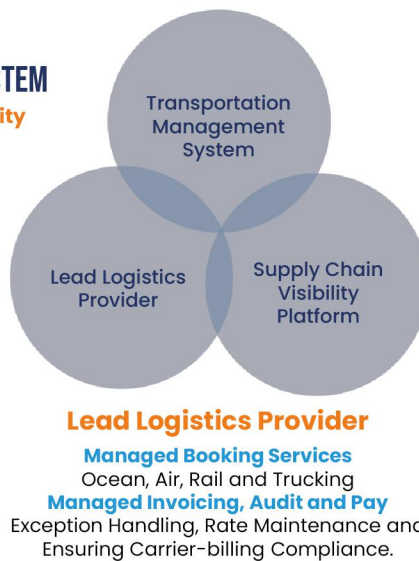 STEM
ity
Transportation
Management
System
Lead Logistics
Provider
Supply Chain
Visibility
Platform
Lead Logistics Provider
Managed Booking Services
Ocean, Air, Rail and Trucking
Managed Invoicing, Audit and Pay
Exception Handling, Rate Maintenance and
Ensuring Carrier-billing Compliance.